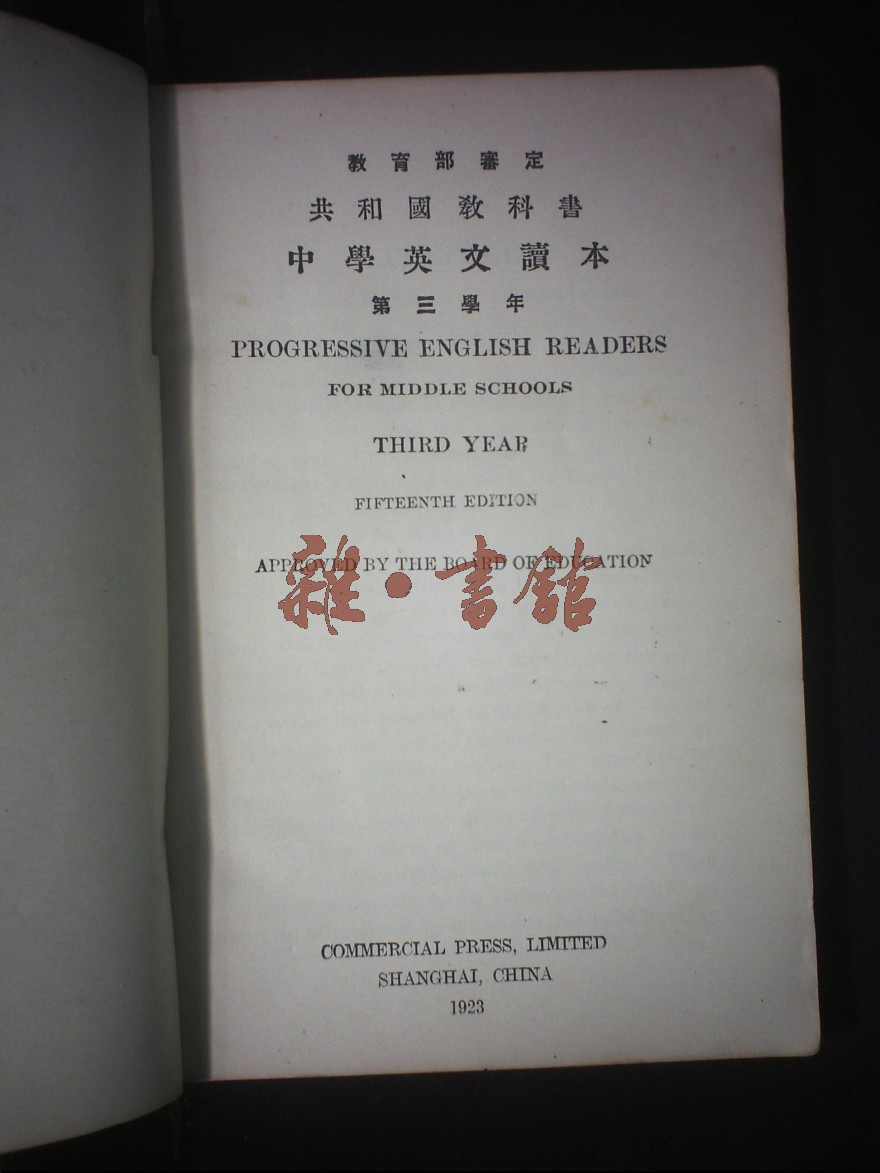 教育部審定
共和國教科書
中學英文讀本
第三學年
PROGRESSIVE ENGLISH READERS
FOR MIDDLE SCHOOLS
THIRD YEAR
FIFTEENTH EDITION
APPROVED BY THE BOARD OF EDUCATION
雜·書館
COMMERCIAL PRESS, LIMITED
SHANGHAI, CHINA
1923